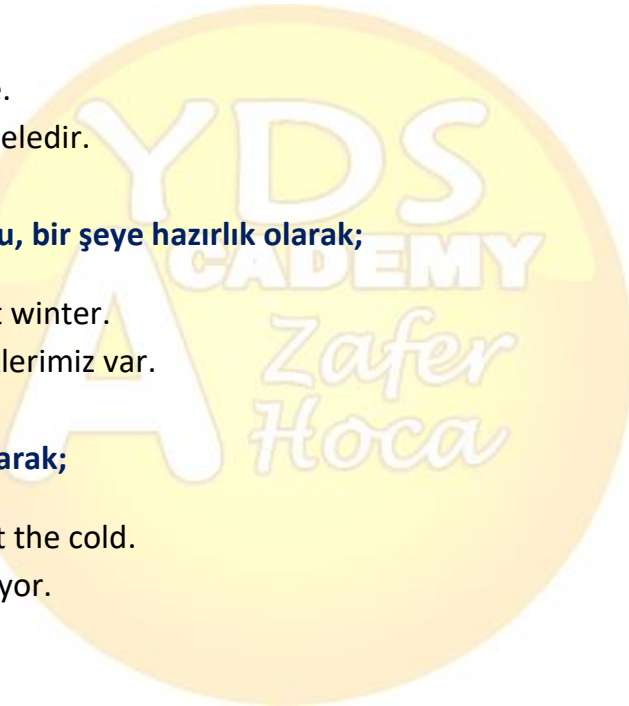 .
eledir.
u, bir şeye hazırlık olarak;
t winter.
lerimiz var.
arak;
t the cold.
yor.
YDS
ACADEMY
Zafer
Hoca